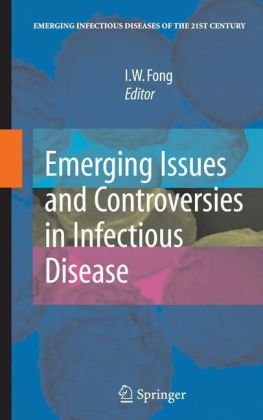 EMERGING INFECTIOUS DISEASES OF THE 21ST CENTURY
I.W. Fong
Editor
Emerging Issues
and Controversies
in Infectious
Disease
Springer